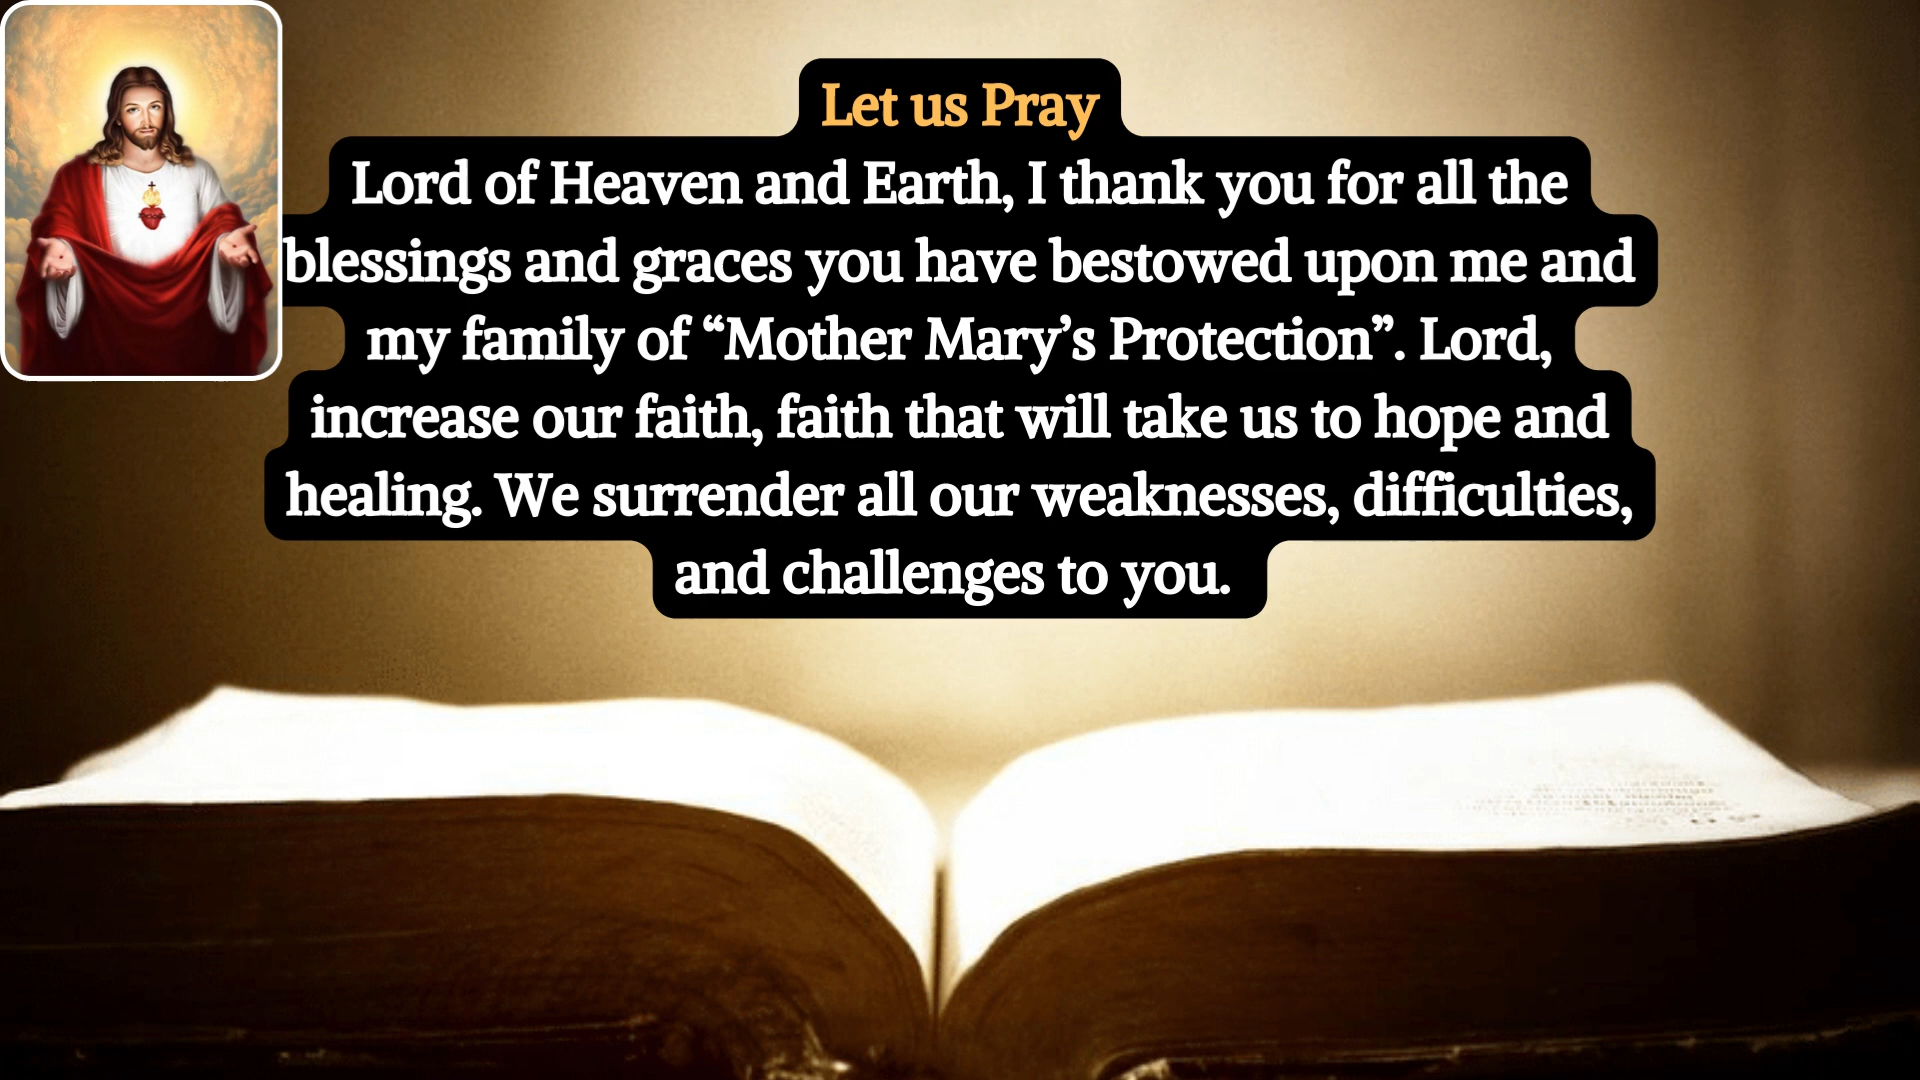 Let us Pray
Lord of Heaven and Earth, I thank you for all the
blessings and graces you have bestowed upon me and
my family of “Mother Mary’s Protection”. Lord,
increase our faith, faith that will take us to hope and
healing. We surrender all our weaknesses, difficulties,
and challenges to you.